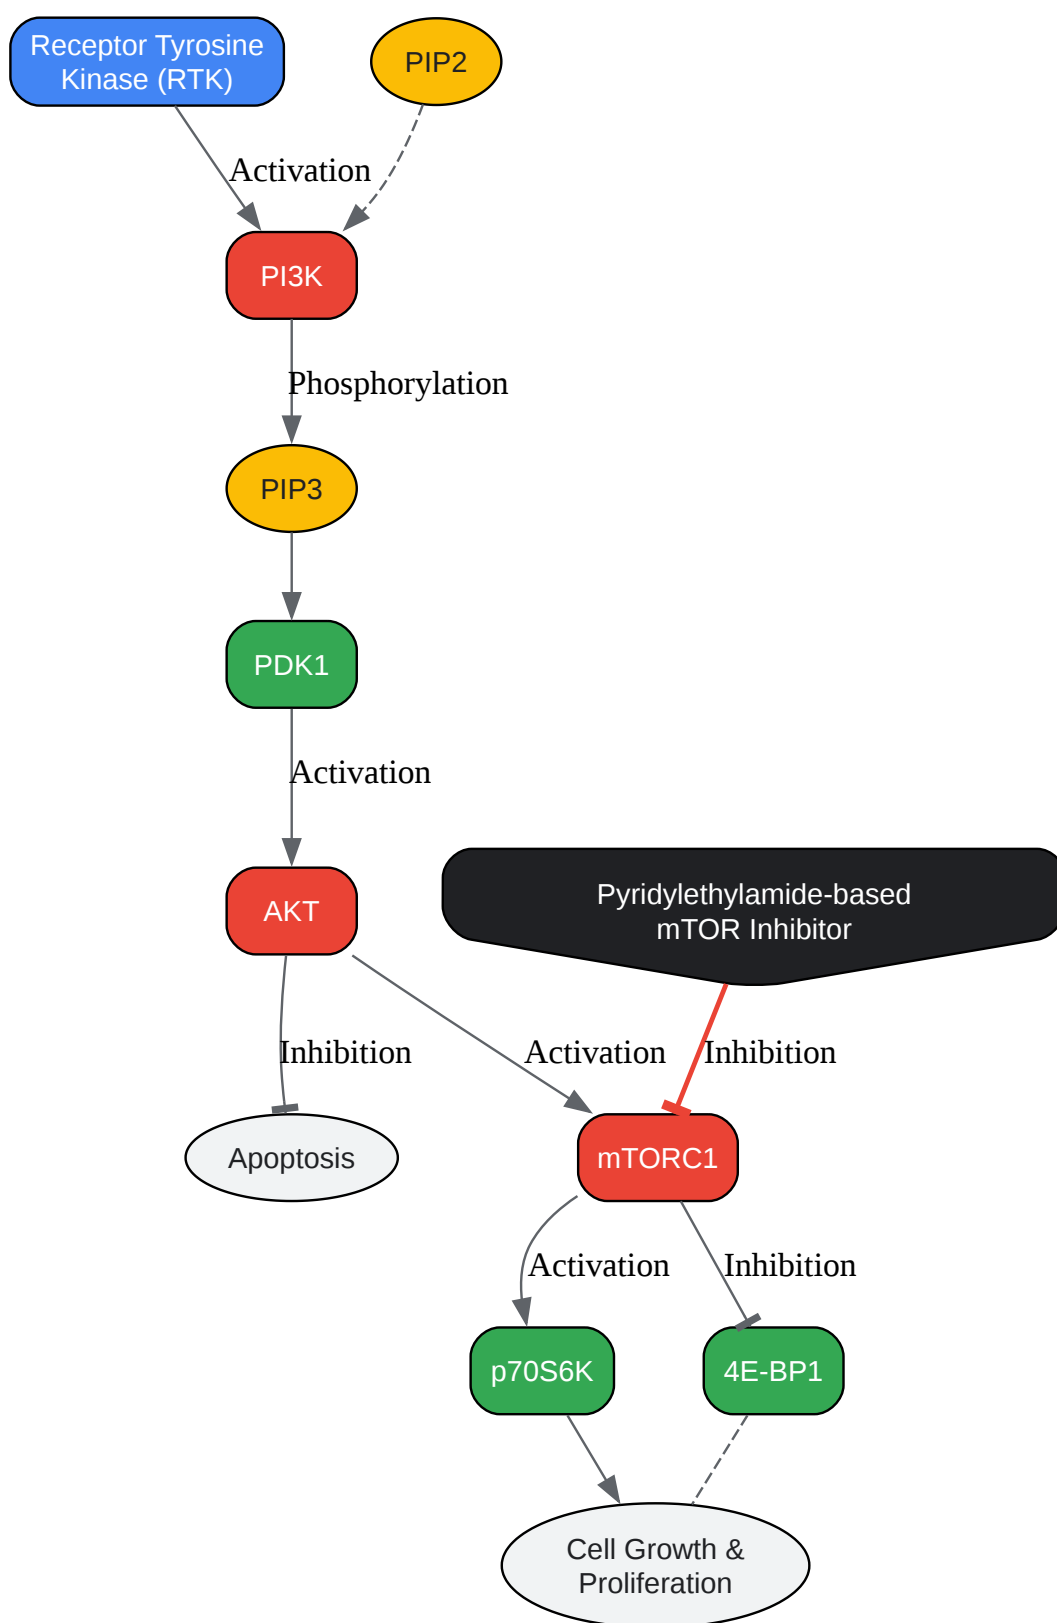 Receptor Tyrosine
Kinase (RTK)
PIP2
Activation
PI3K
Phosphorylation
PIP3
PDK1
Activation
AKT
Pyridylethylamide-based
mTOR Inhibitor
Inhibition
Activation
Inhibition
Apoptosis
mTORC1
Activation
Inhibition
p70S6K
4E-BP1
Cell Growth &
Proliferation